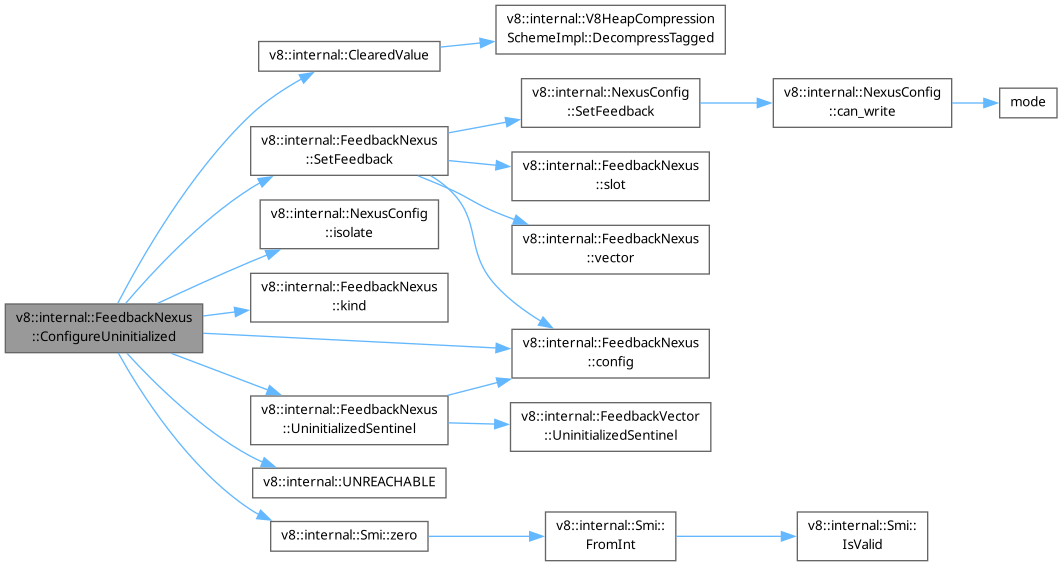 v8::internal::FeedbackNexus
::ConfigureUninitialized
v8::internal::ClearedValue
v8::internal::V8HeapCompression
SchemeImpl::DecompressTagged
v8::internal::FeedbackNexus
::SetFeedback
v8::internal::NexusConfig
::SetFeedback
v8::internal::NexusConfig
::can_write
mode
v8::internal::FeedbackNexus
::slot
v8::internal::FeedbackNexus
::vector
v8::internal::NexusConfig
::isolate
v8::internal::FeedbackNexus
::kind
v8::internal::FeedbackNexus
::config
v8::internal::FeedbackNexus
::UninitializedSentinel
v8::internal::FeedbackVector
::UninitializedSentinel
v8::internal::UNREACHABLE
v8::internal::Smi::zero
v8::internal::Smi::
FromInt
v8::internal::Smi::
IsValid